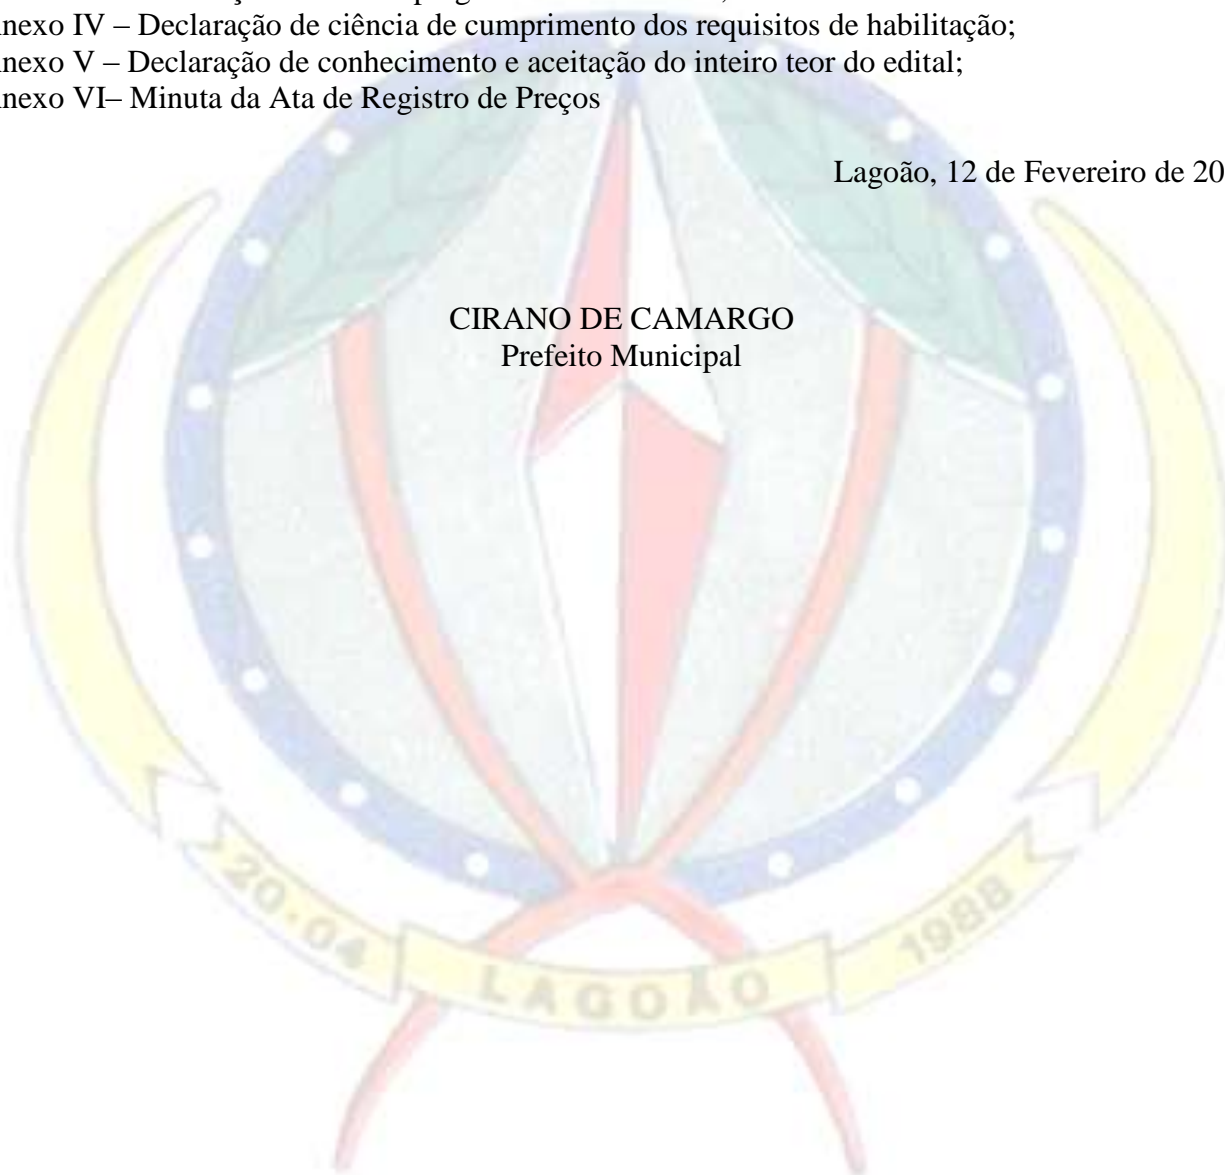 nexo IV – Declaração de ciência de cumprimento dos requisitos de habilitação;
nexo V – Declaração de conhecimento e aceitação do inteiro teor do edital;
nexo VI– Minuta da Ata de Registro de Preços
Lagoão, 12 de Fevereiro de 20
CIRANO DE CAMARGO
Prefeito Municipal
20·04 LAGOÃO 1988